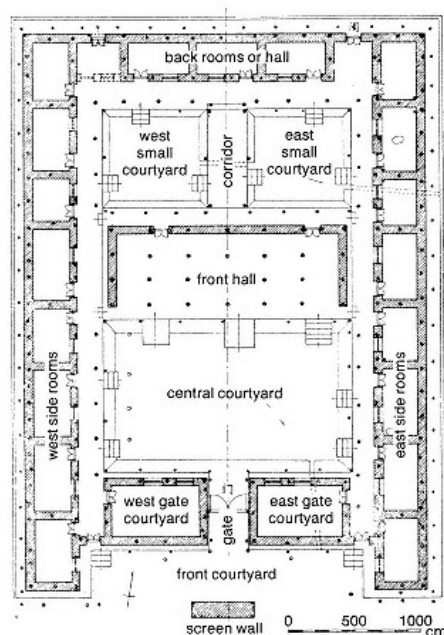 back rooms or hall
west
small
courtyard
corridor
east
small
courtyard
front hall
west side rooms
central courtyard
east side rooms
west gate
courtyard
gate
east gate
courtyard
front courtyard
screen wall
0 500 1000
cm